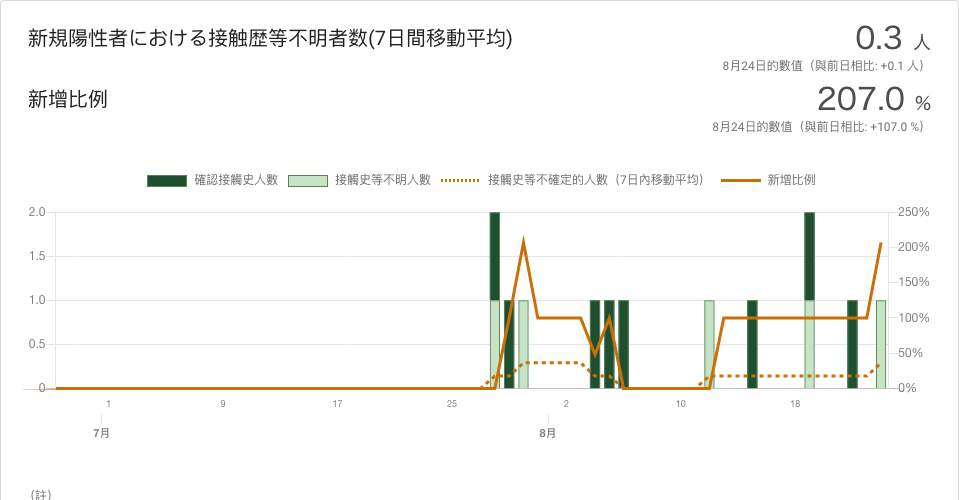 新規陽性者における接触歴等不明者数(7日間移動平均)
0.3 人
8月24日的數值（與前日相比: +0.1 人）
新增比例
207.0 %
8月24日的數值（與前日相比: +107.0 %）
確認接觸史人數 接觸史等不明人數 接觸史等不確定的人數（7日內移動平均） 新增比例
2.0 250%
200%
1.5
150%
1.0 100%
0.5 50%
0 0%
1 9 17 25 2 10 18
7月 8月
（註）